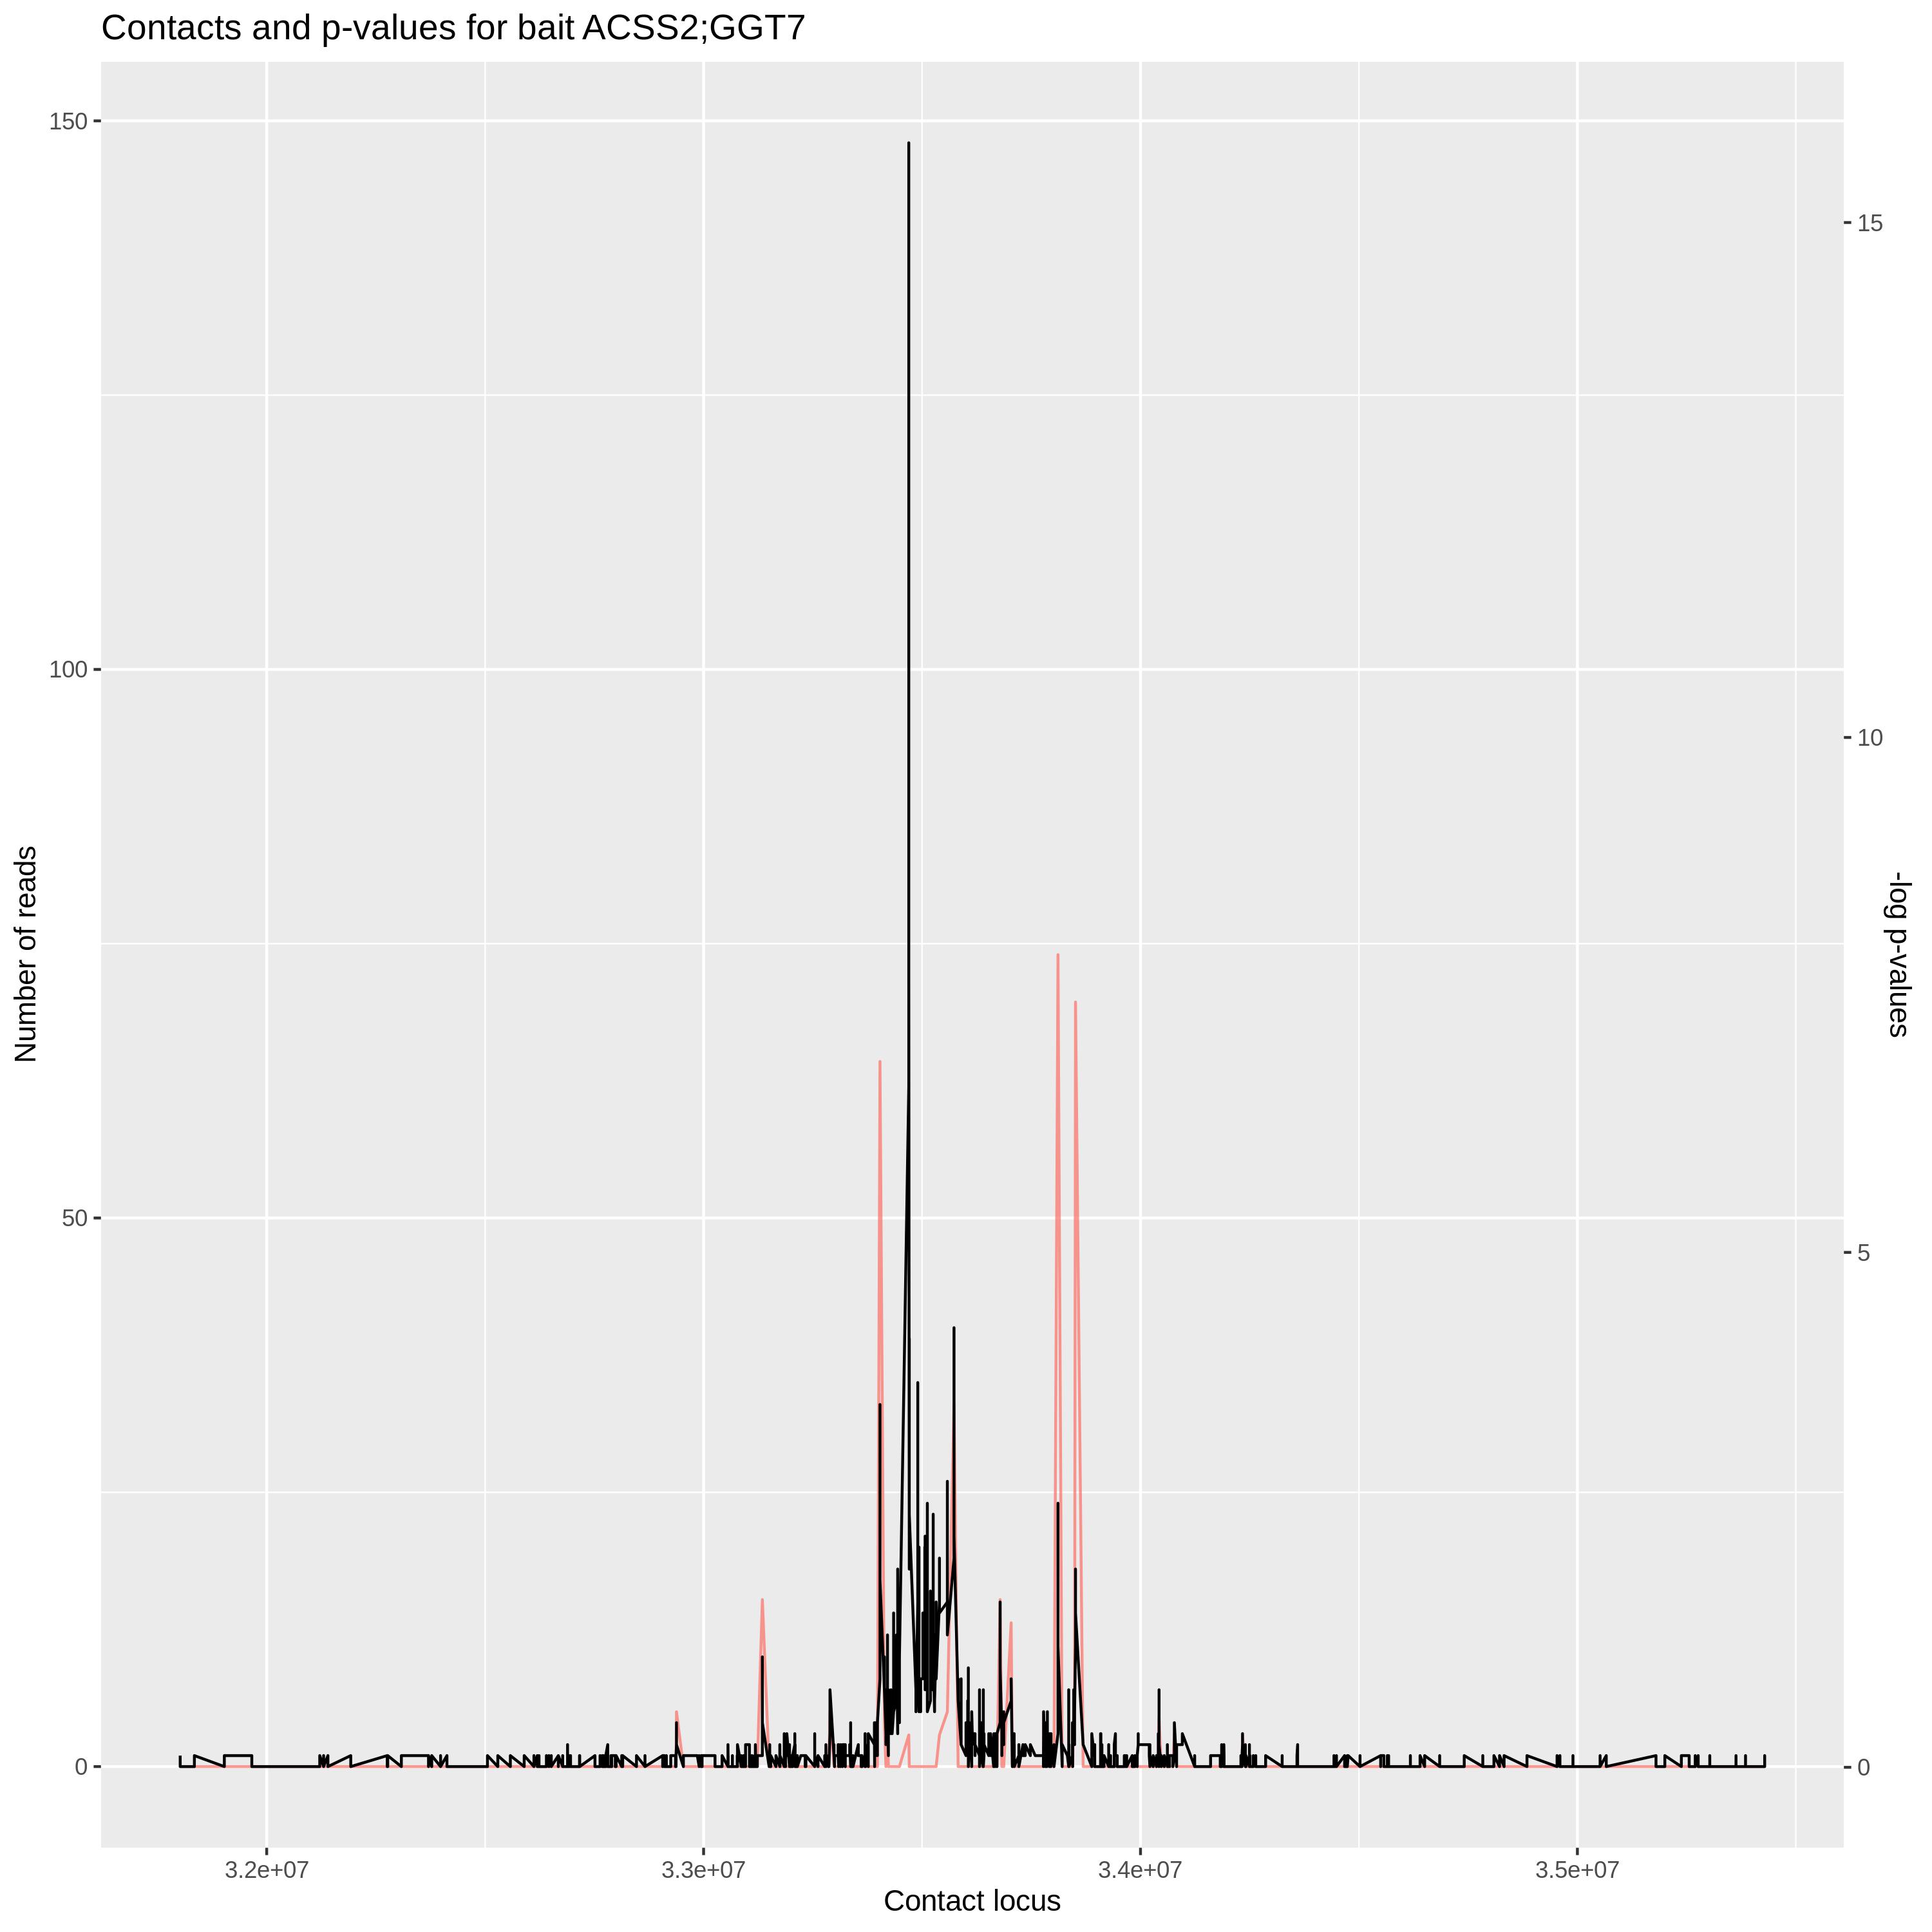 Contacts and p-values for bait ACSS2;GGT7
150
100
50
0
15
10
5
0
Number of reads
-log p-values
3.2e+07
3.3e+07
3.4e+07
3.5e+07
Contact locus